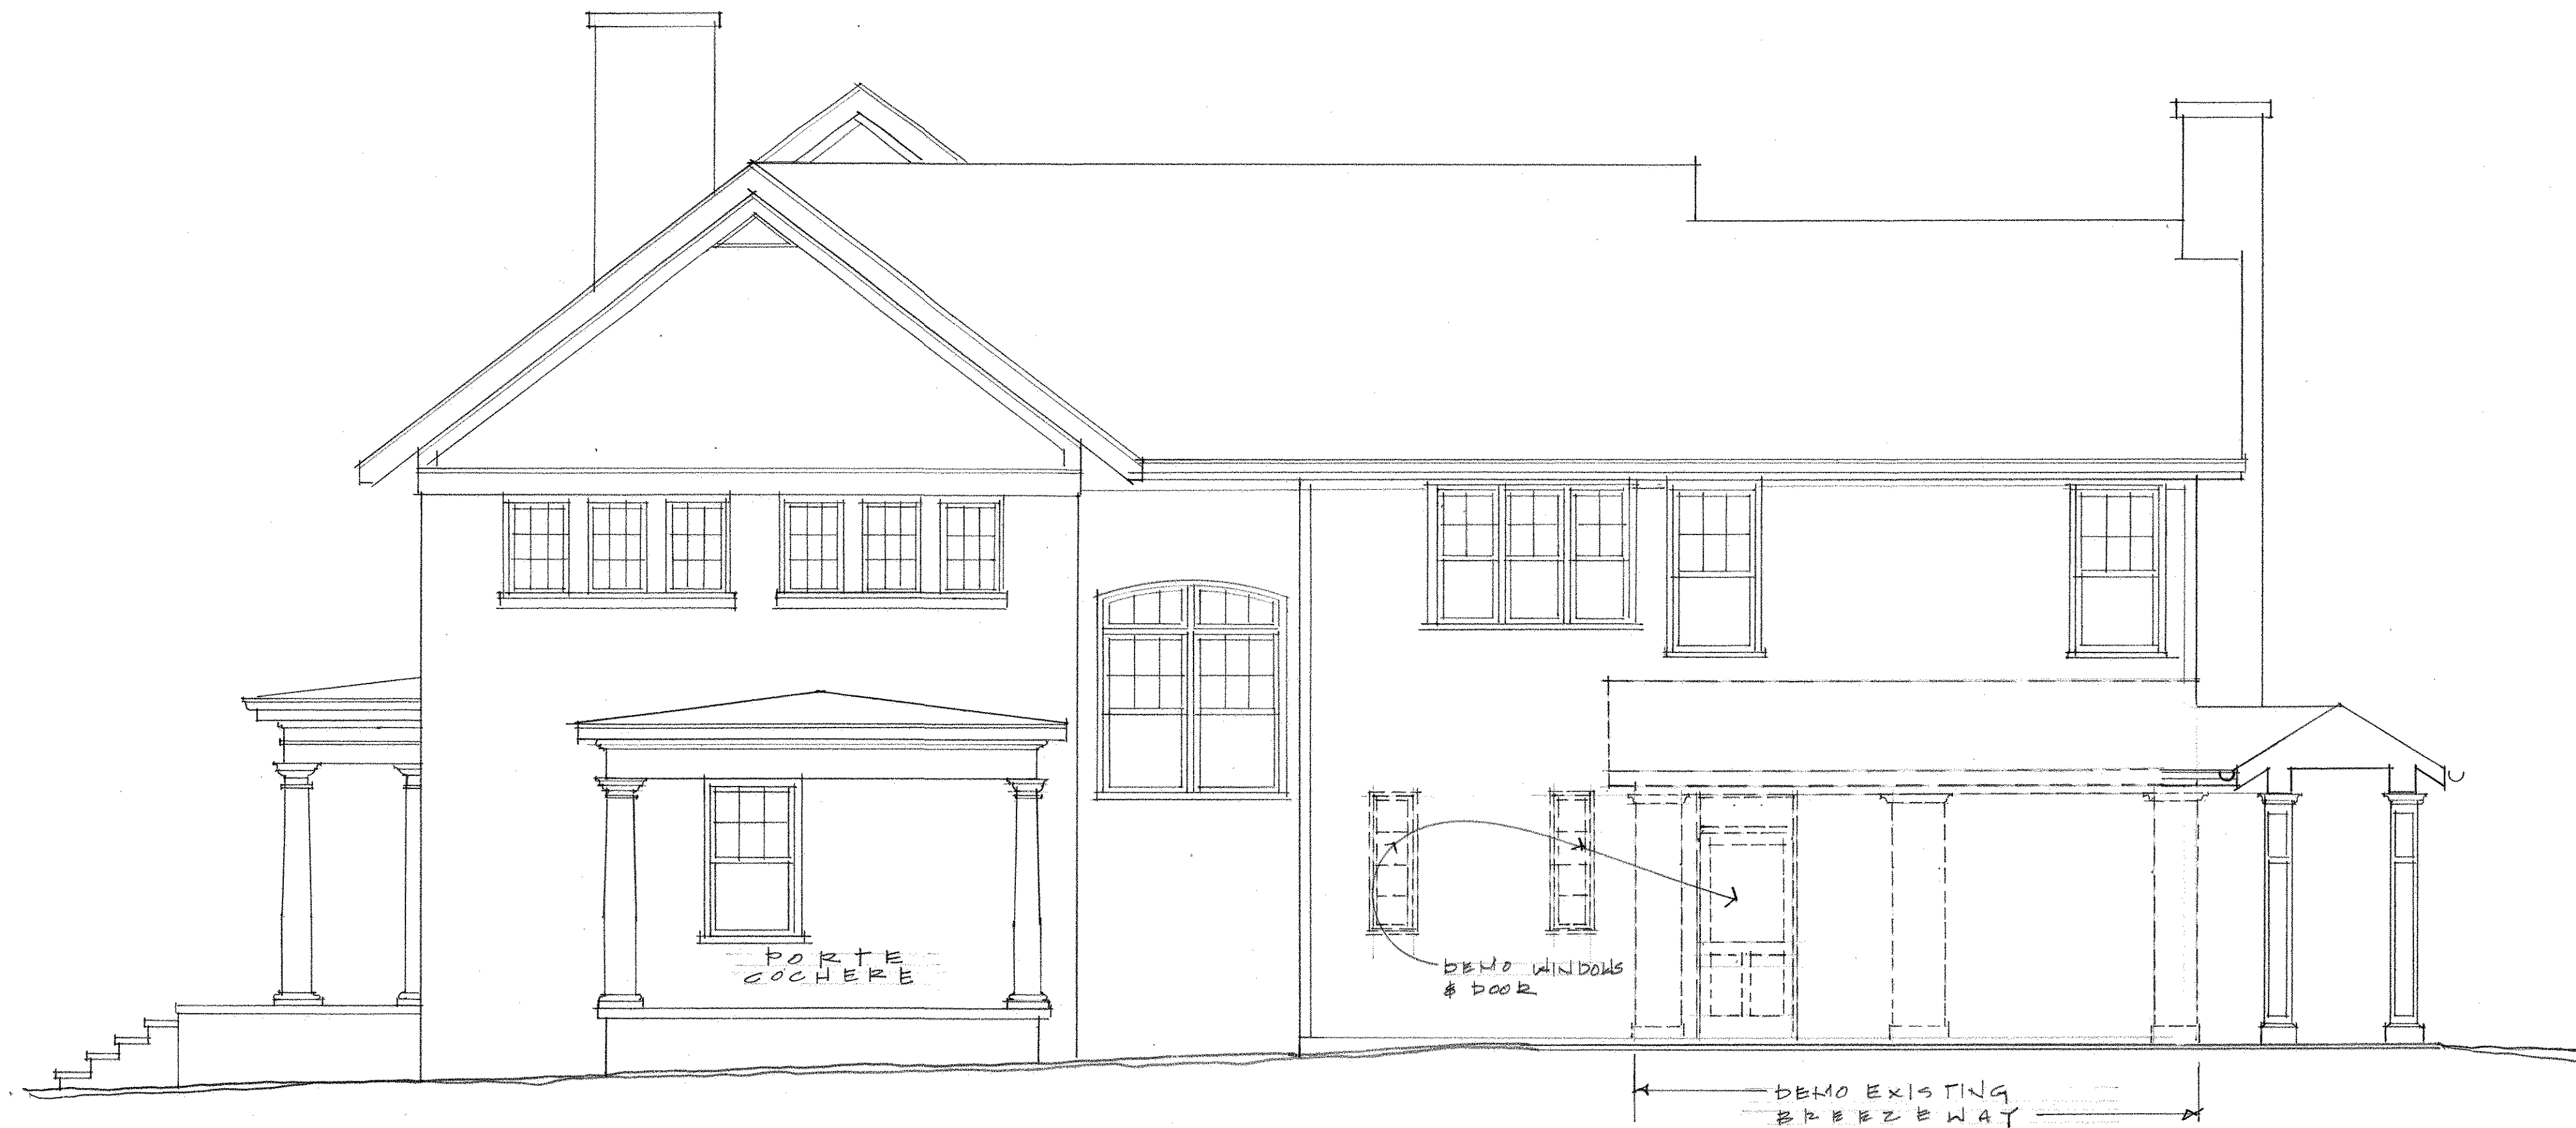 PORTE
COCHERE
DEMO WINDOWS
& DOOR
DEMO EXISTING
BREEZEWAY